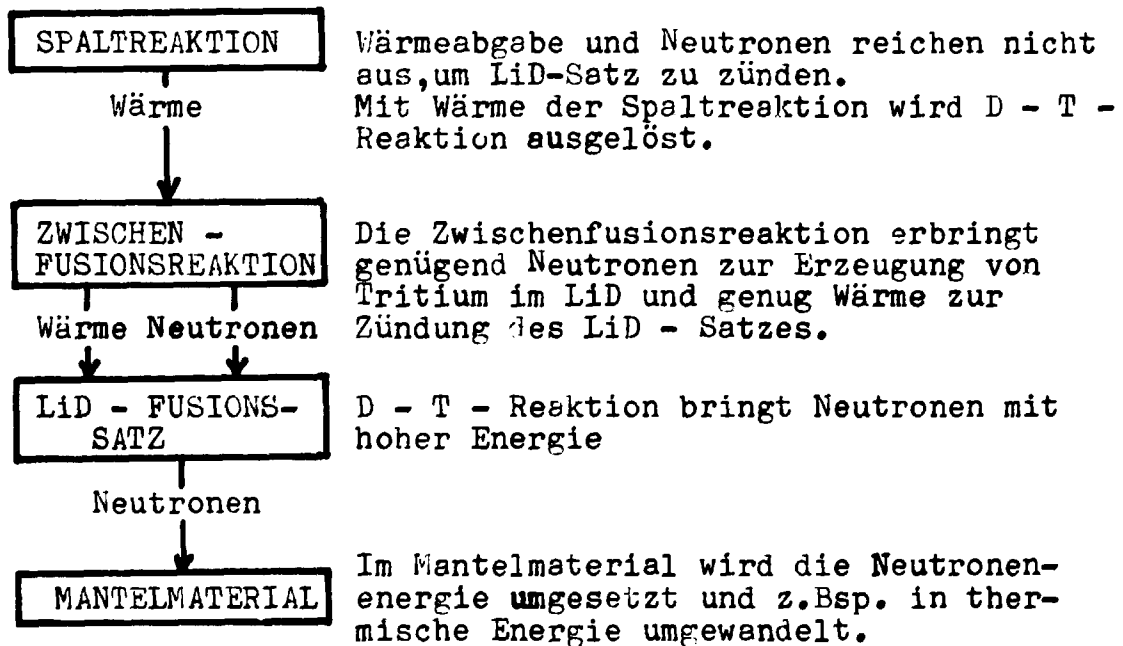 SPALTREAKTION
Wärmeabgabe und Neutronen reichen nicht
aus,um LiD-Satz zu zünden.
Wärme
Mit Wärme der Spaltreaktion wird D - T -
Reaktion ausgelöst.
ZWISCHEN -
FUSIONSREAKTION
Die Zwischenfusionsreaktion erbringt
genügend Neutronen zur Erzeugung von
Tritium im LiD und genug Wärme zur
Zündung des LiD - Satzes.
Wärme Neutronen
LiD - FUSIONS-
SATZ
D - T - Reaktion bringt Neutronen mit
hoher Energie
Neutronen
MANTELMATERIAL
Im Mantelmaterial wird die Neutronen-
energie umgesetzt und z.Bsp. in ther-
mische Energie umgewandelt.